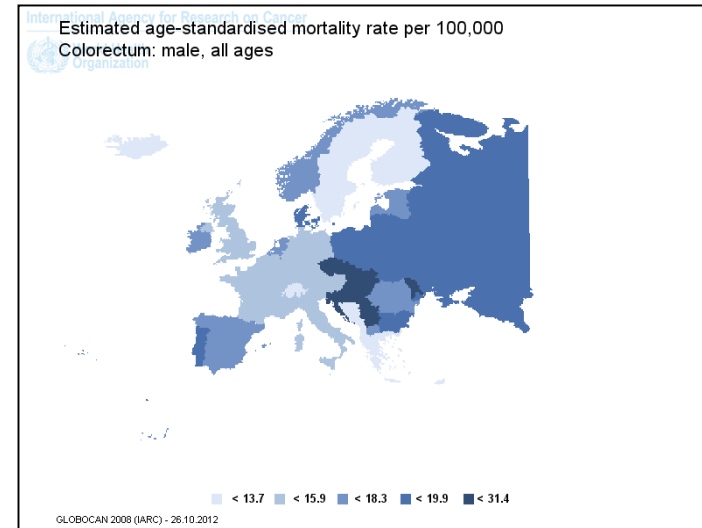 International Agency for Research on Cancer
Estimated age-standardised mortality rate per 100,000
Colorectum: male, all ages
Organization
< 13.7 < 15.9 < 18.3 < 19.9 < 31.4
GLOBOCAN 2008 (IARC) - 26.10.2012